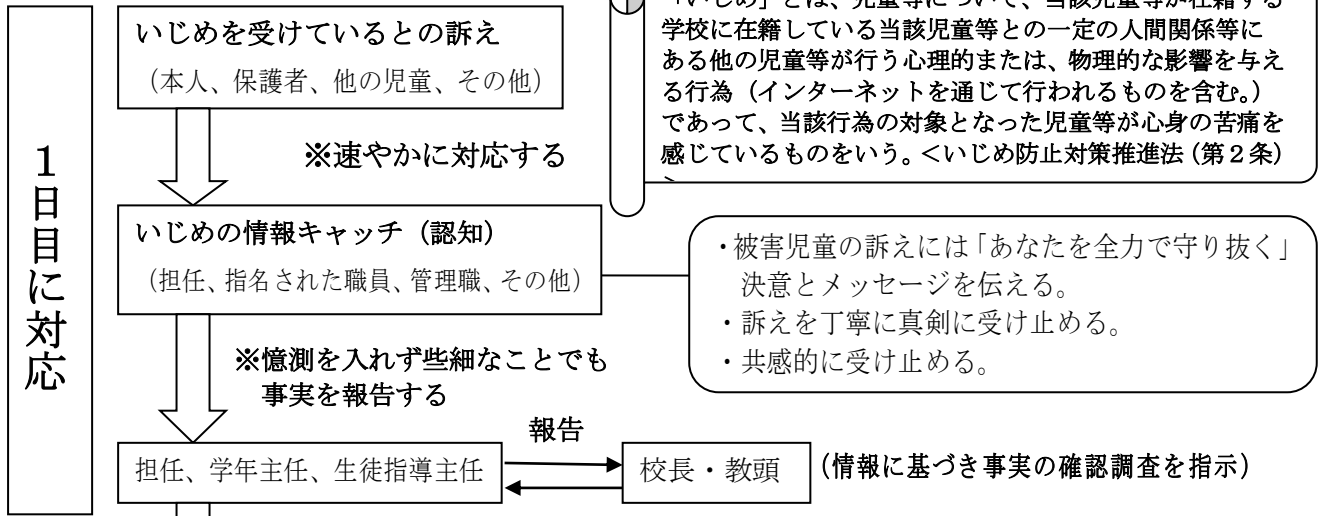 １日目に対応
いじめを受けているとの訴え
（本人、保護者、他の児童、その他）
※速やかに対応する
「いじめ」とは、児童等について、当該児童等が在籍する
学校に在籍している当該児童等との一定の人間関係等に
ある他の児童等が行う心理的または、物理的な影響を与え
る行為（インターネットを通じて行われるものを含む。）
であって、当該行為の対象となった児童等が心身の苦痛を
感じているものをいう。＜いじめ防止対策推進法（第２条）
いじめの情報キャッチ（認知）
（担任、指名された職員、管理職、その他）
・被害児童の訴えには「あなたを全力で守り抜く」
決意とメッセージを伝える。
・訴えを丁寧に真剣に受け止める。
・共感的に受け止める。
※憶測を入れず些細なことでも
事実を報告する
担任、学年主任、生徒指導主任
報告
校長・教頭
（情報に基づき事実の確認調査を指示）